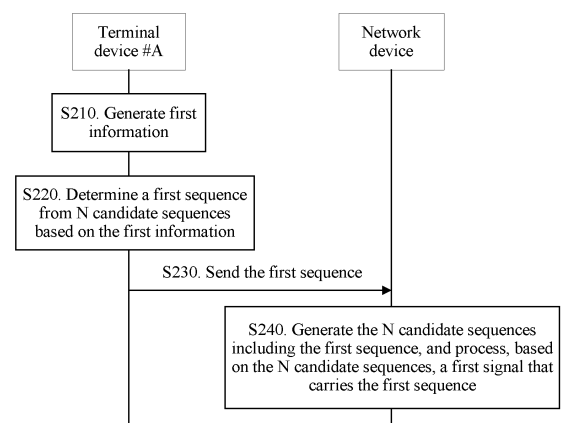 Terminal
device #A
Network
device
S210. Generate first
information
S220. Determine a first sequence
from N candidate sequences
based on the first information
S230. Send the first sequence
S240. Generate the N candidate sequences
including the first sequence, and process, based
on the N candidate sequences, a first signal that
carries the first sequence